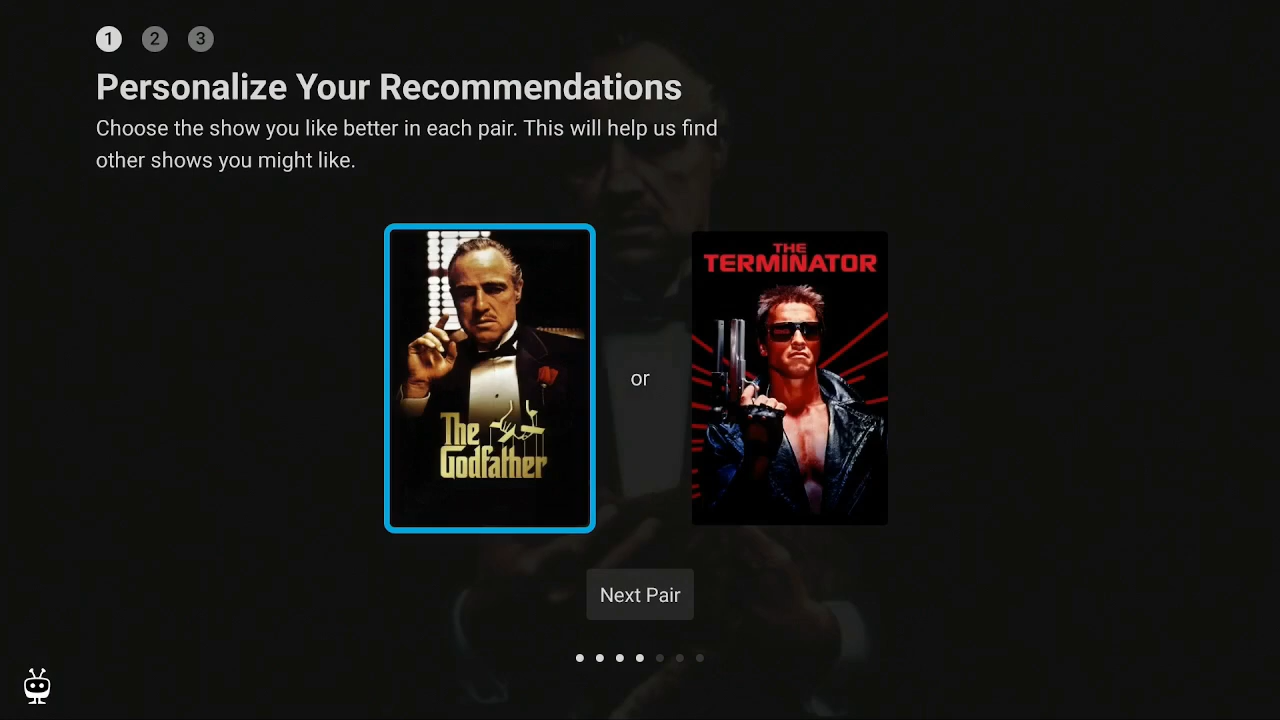 1 2 3
Personalize Your Recommendations
Choose the show you like better in each pair. This will help us find
other shows you might like.
The
Godfather
or
THE
TERMINATOR
Next Pair